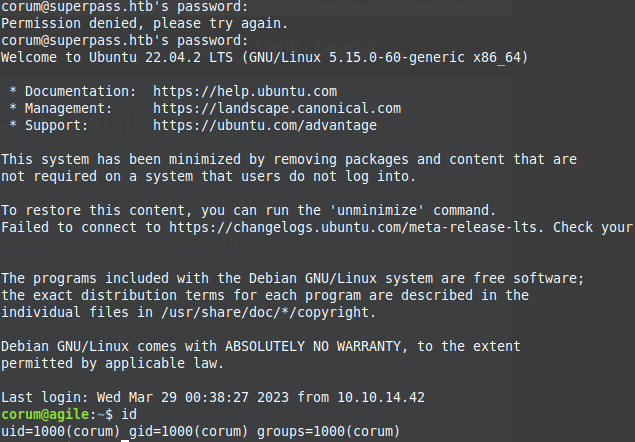 corum@superpass.htb's password:
Permission denied, please try again.
corum@superpass.htb's password:
Welcome to Ubuntu 22.04.2 LTS (GNU/Linux 5.15.0-60-generic x86_64)
* Documentation:  https://help.ubuntu.com
* Management:     https://landscape.canonical.com
* Support:        https://ubuntu.com/advantage
This system has been minimized by removing packages and content that are
not required on a system that users do not log into.
To restore this content, you can run the 'unminimize' command.
Failed to connect to https://changelogs.ubuntu.com/meta-release-lts. Check your
The programs included with the Debian GNU/Linux system are free software;
the exact distribution terms for each program are described in the
individual files in /usr/share/doc/*/copyright.
Debian GNU/Linux comes with ABSOLUTELY NO WARRANTY, to the extent
permitted by applicable law.
Last login: Wed Mar 29 00:38:27 2023 from 10.10.14.42
corum@agile:~$ id
uid=1000(corum) gid=1000(corum) groups=1000(corum)